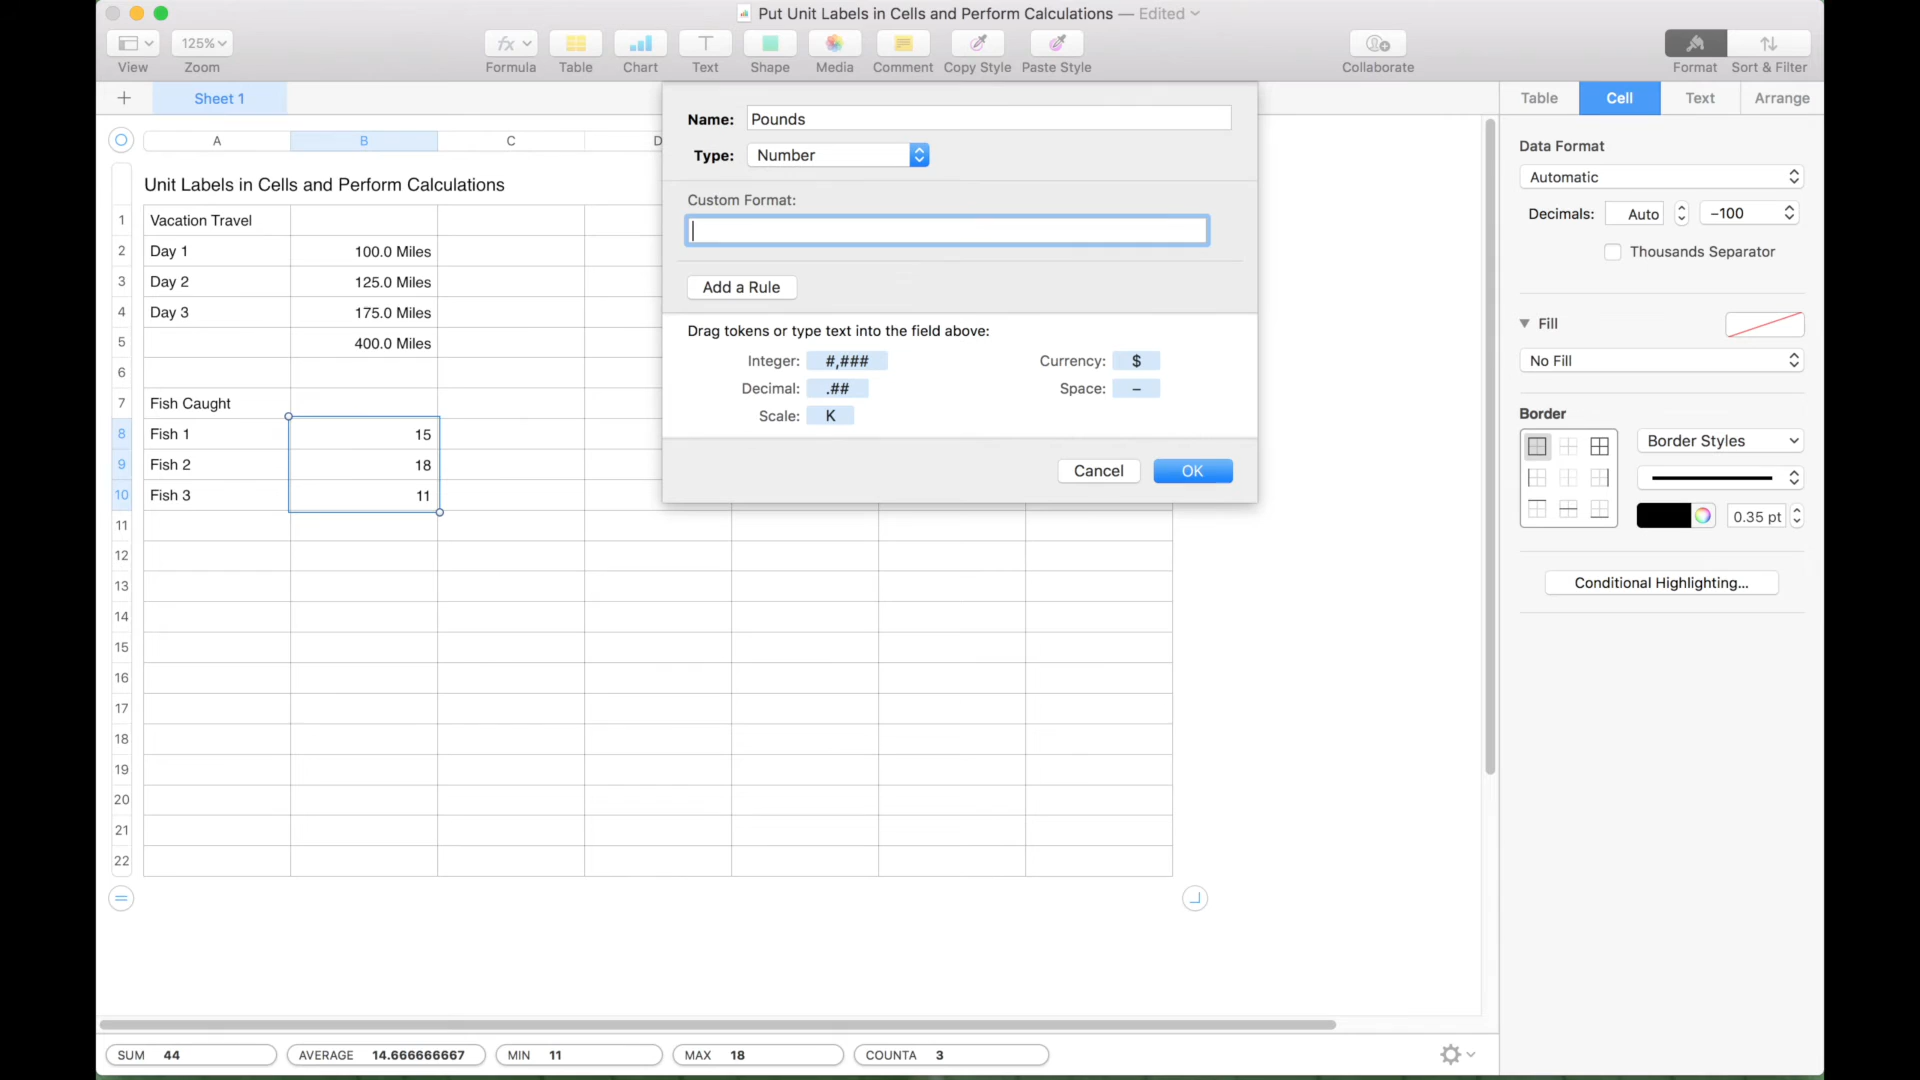 Put Unit Labels in Cells and Perform Calculations — Edited
125%
View
Zoom
Formula
Table
Chart
Text
Shape
Media
Comment
Copy Style
Paste Style
Collaborate
Format
Sort & Filter
Sheet 1
Table
Cell
Text
Arrange
A B C D
Unit Labels in Cells and Perform Calculations
1 Vacation Travel
2 Day 1 100.0 Miles
3 Day 2 125.0 Miles
4 Day 3 175.0 Miles
5 400.0 Miles
6
7 Fish Caught
8 Fish 1 15
9 Fish 2 18
10 Fish 3 11
11
12
13
14
15
16
17
18
19
20
21
22
Name: Pounds
Type: Number
Custom Format:
Add a Rule
Drag tokens or type text into the field above:
Integer: #,###
Currency: $
Decimal: .##
Space: –
Scale: K
Cancel
OK
Data Format
Automatic
Decimals: Auto –100
Thousands Separator
Fill
No Fill
Border
Border Styles
0.35 pt
Conditional Highlighting...
SUM 44
AVERAGE 14.666666667
MIN 11
MAX 18
COUNTA 3